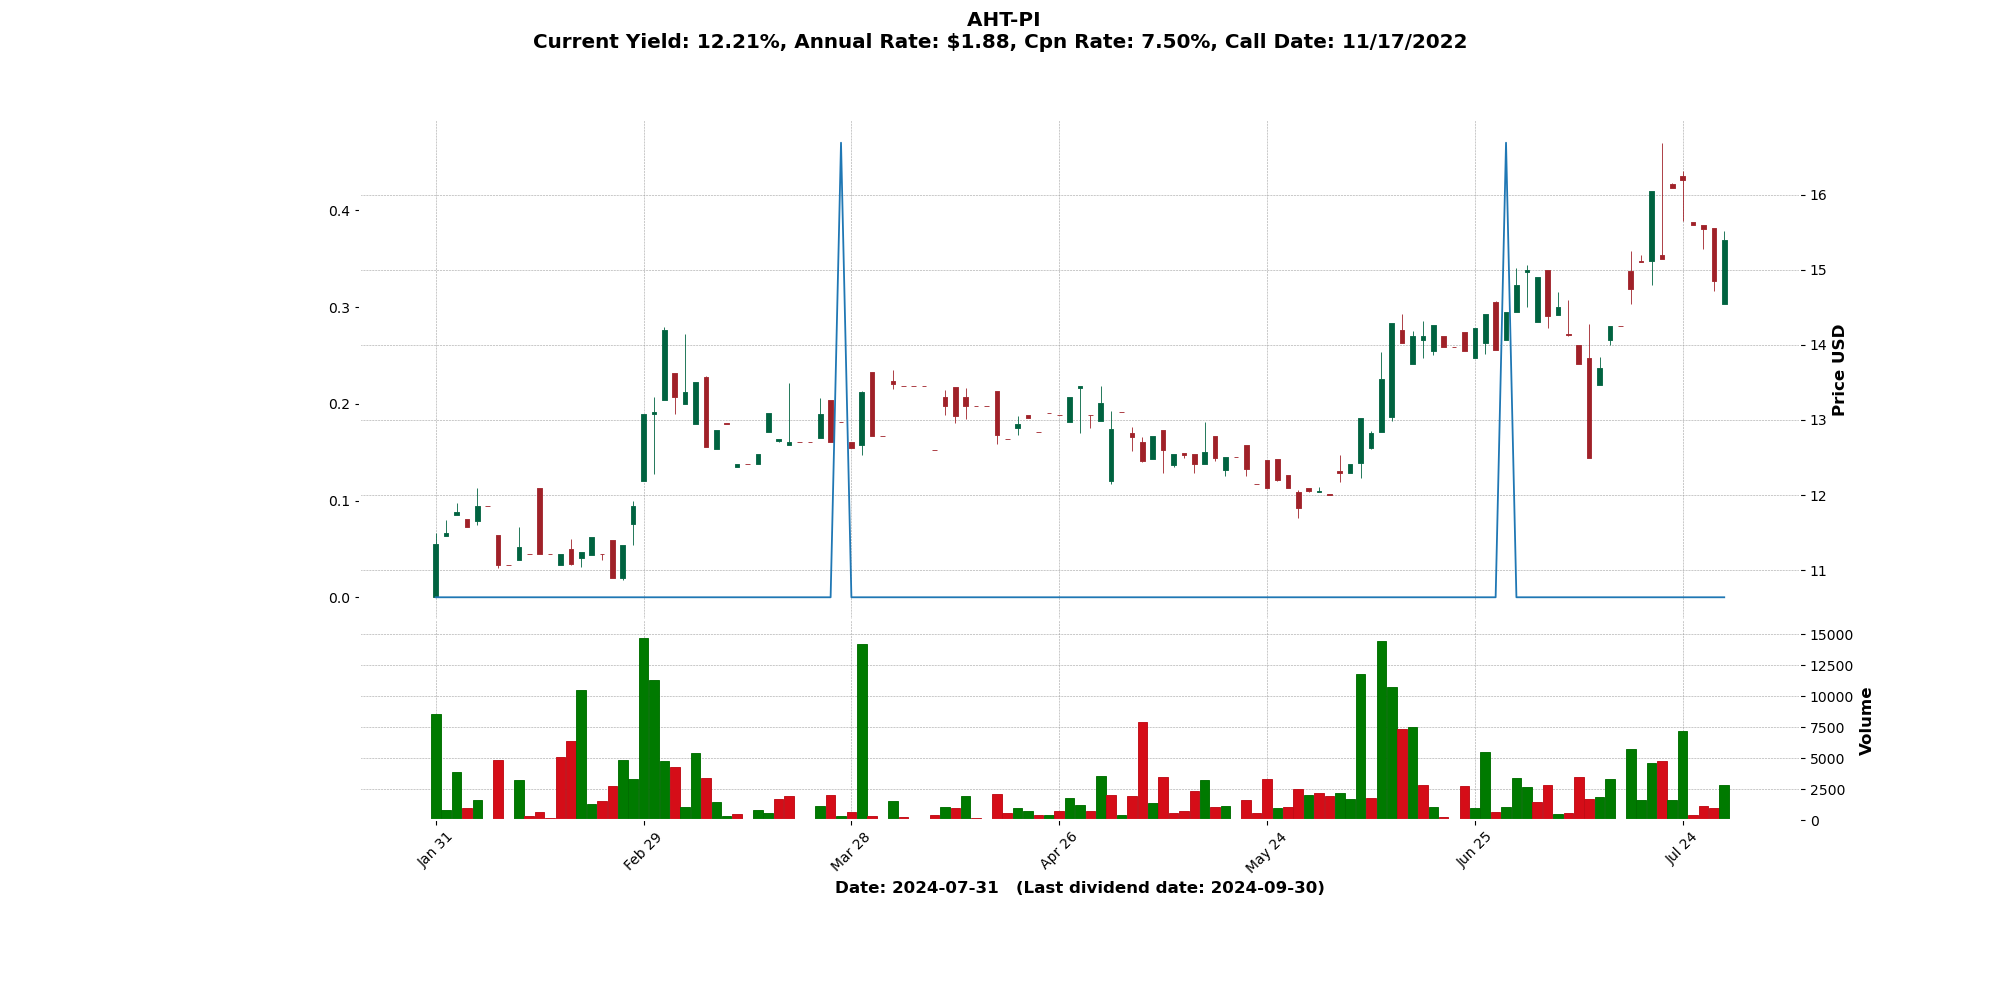 AHT-PI
Current Yield: 12.21%, Annual Rate: $1.88, Cpn Rate: 7.50%, Call Date: 11/17/2022
0.4
0.3
0.2
0.1
0.0
16
15
14
13
12
11
Price USD
15000
12500
10000
7500
5000
2500
0
Volume
Jan 31
Feb 29
Mar 28
Apr 26
May 24
Jun 25
Jul 24
Date: 2024-07-31   (Last dividend date: 2024-09-30)